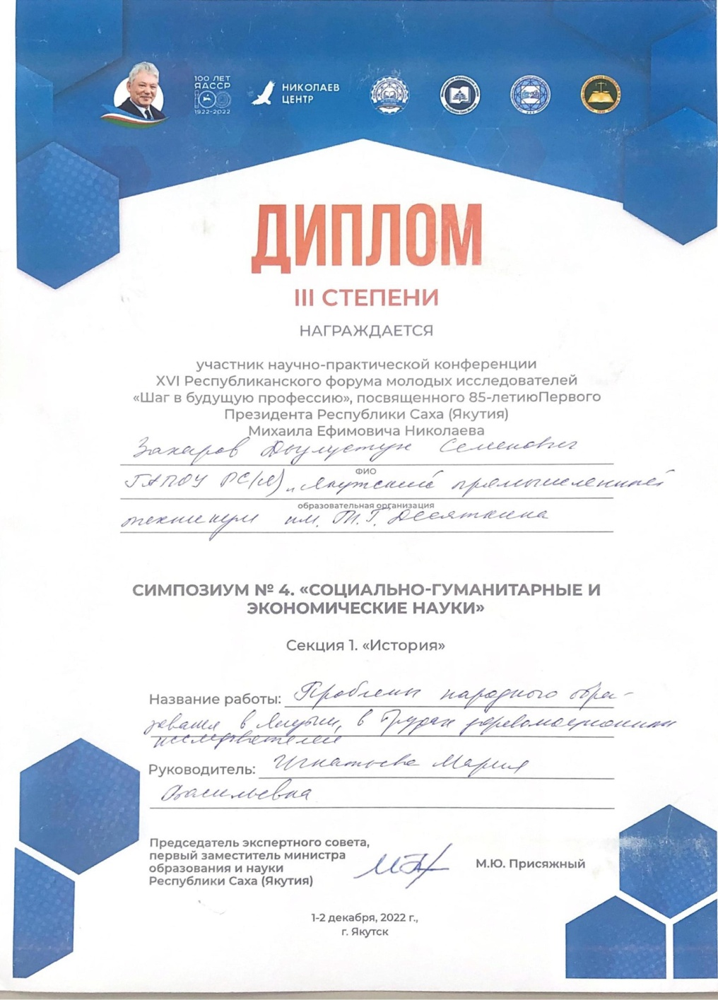 100 ЛЕТ
ЯАССР
100
1922-2022
НИКОЛАЕВ
ЦЕНТР
ДИПЛОМ
III СТЕПЕНИ
НАГРАЖДАЕТСЯ
участник научно-практической конференции
XVI Республиканского форума молодых исследователей
«Шаг в будущую профессию», посвященного 85-летиюПервого
Президента Республики Саха (Якутия)
Михаила Ефимовича Николаева
Захаров Дьулустун Семенович
ФИО
ГАПОУ РС(Я) „Якутский промышленный
образовательная организация
техникум им. Т.Г. Десяткина
СИМПОЗИУМ № 4. «СОЦИАЛЬНО-ГУМАНИТАРНЫЕ И
ЭКОНОМИЧЕСКИЕ НАУКИ»
Секция 1. «История»
Название работы: Проблемы народного обра-
зования в Якутии, в трудах дореволюционных
исследователей
Руководитель: Игнатьева Мария
Васильевна
Председатель экспертного совета,
первый заместитель министра
образования и науки
Республики Саха (Якутия)
М.Ю. Присяжный
1-2 декабря, 2022 г.,
г. Якутск